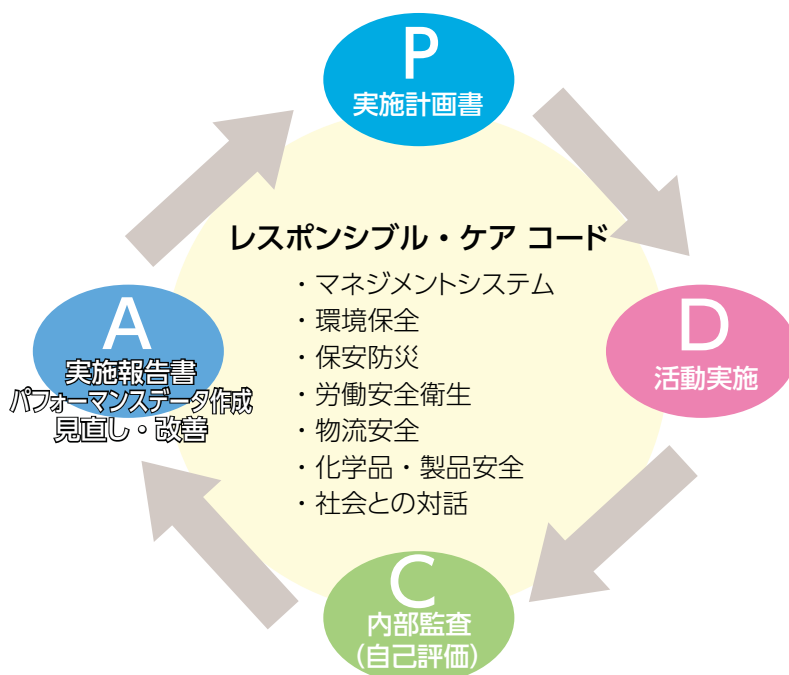 P
実施計画書
レスポンシブル・ケア コード
・マネジメントシステム
・環境保全
・保安防災
・労働安全衛生
・物流安全
・化学品・製品安全
・社会との対話
D
活動実施
C
内部監査
(自己評価)
A
実施報告書
パフォーマンスデータ作成
見直し・改善